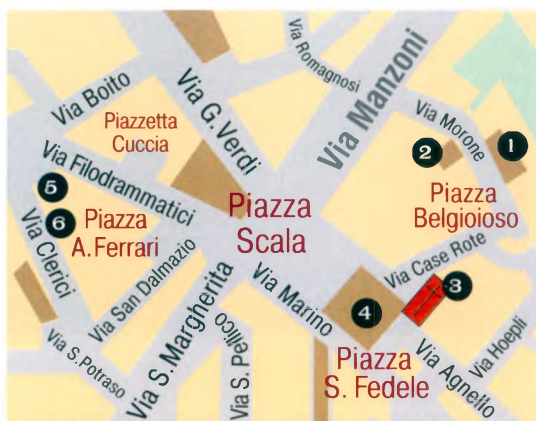 Via Romagnosi
Via Manzoni
Via Boito
Via G. Verdi
Via Morone
1
2
Piazzetta
Cuccia
Via Filodrammatici
5
6
Piazza
A. Ferrari
Via Clerici
Piazza
Scala
Piazza
Belgioioso
Via Case Rote
3
4
Via San Dalmazio
Via S. Margherita
Via Marino
Via S. Pellico
Via S. Potraso
Piazza
S. Fedele
Via Agnello
Via Hoepli